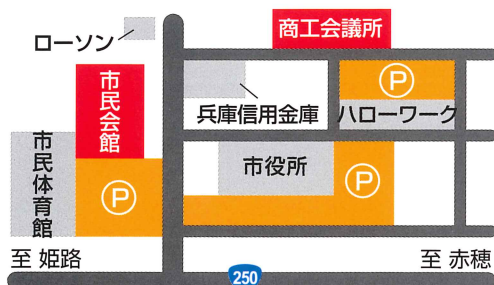 ローソン
商工会議所
市民会館
P
兵庫信用金庫
ハローワーク
市民体育館
P
市役所
P
至 姫路
至 赤穂
250